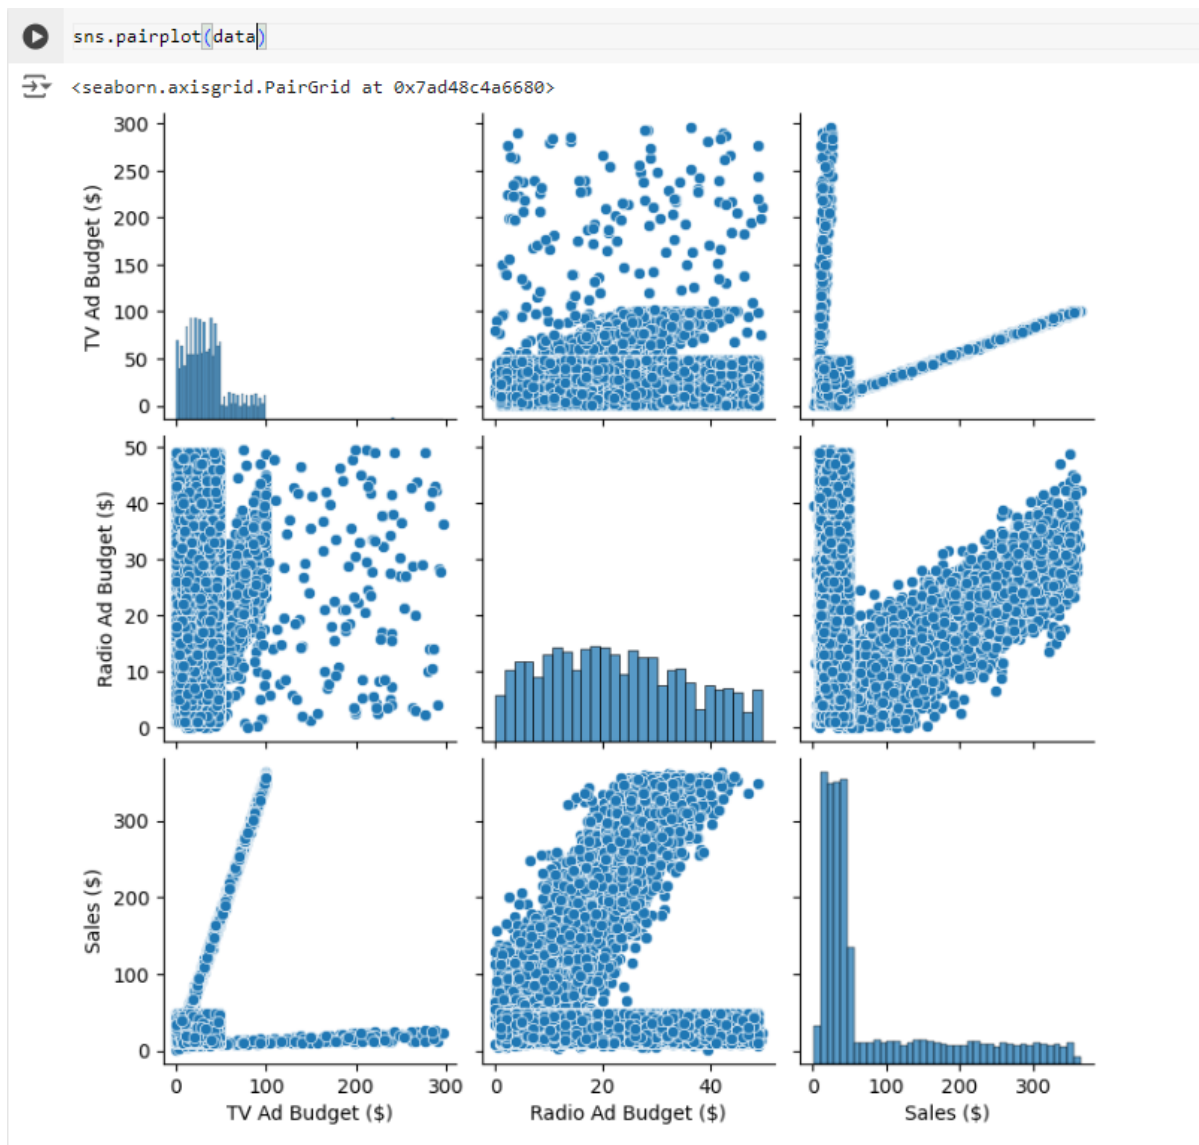 sns.pairplot(data)
<seaborn.axisgrid.PairGrid at 0x7ad48c4a6680>
300
250
200
150
100
50
0
TV Ad Budget ($)
50
40
30
20
10
0
Radio Ad Budget ($)
300
200
100
0
Sales ($)
0 100 200 300
TV Ad Budget ($)
0 20 40
Radio Ad Budget ($)
0 100 200 300
Sales ($)